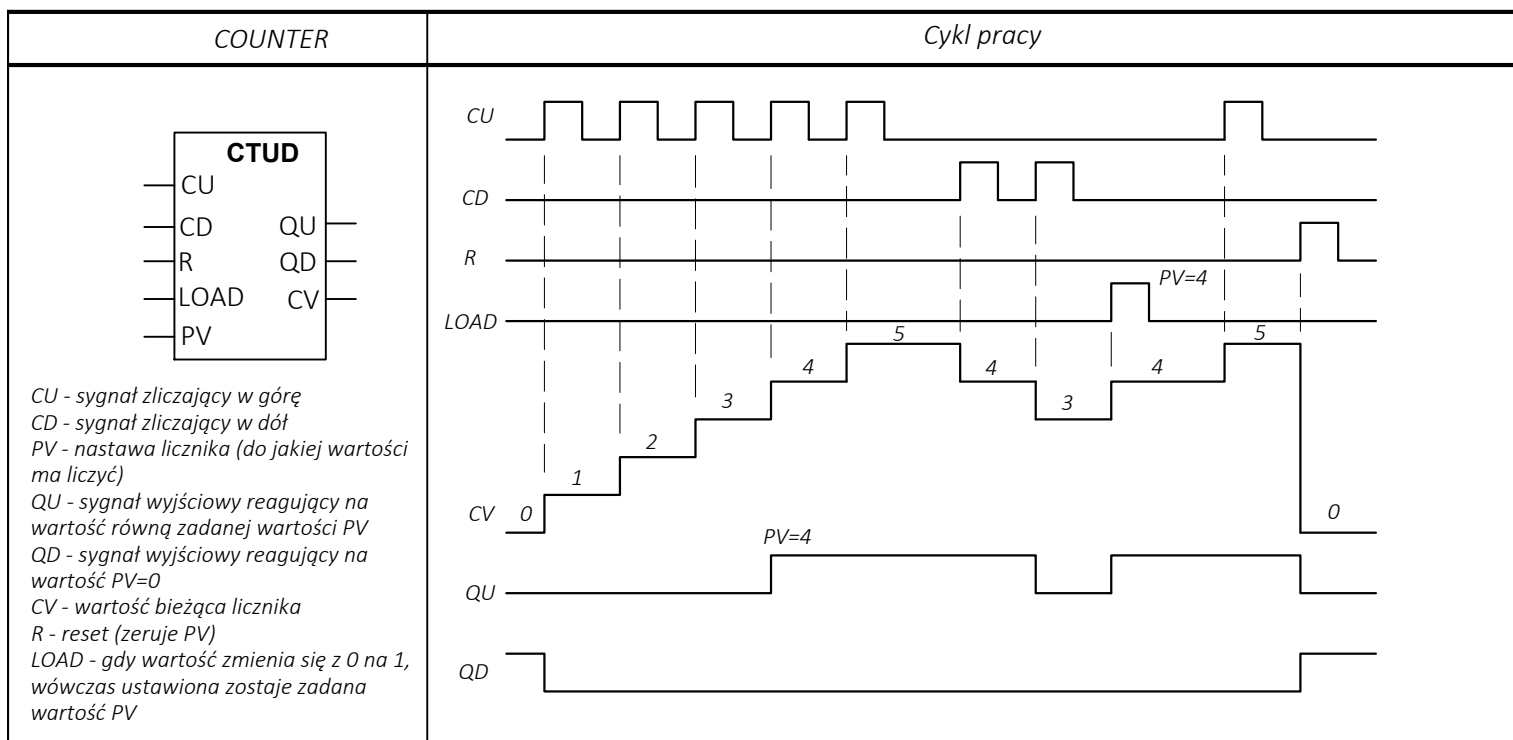 COUNTER
Cykl pracy
CTUD
CU
CD
R
LOAD
PV
QU
QD
CV
CU - sygnał zliczający w górę
CD - sygnał zliczający w dół
PV - nastawa licznika (do jakiej wartości
ma liczyć)
QU - sygnał wyjściowy reagujący na
wartość równą zadanej wartości PV
QD - sygnał wyjściowy reagujący na
wartość PV=0
CV - wartość bieżąca licznika
R - reset (zeruje PV)
LOAD - gdy wartość zmienia się z 0 na 1,
wówczas ustawiona zostaje zadana
wartość PV
CU
CD
R
PV=4
LOAD
5
5
4
4
4
3
3
2
1
CV
0
0
PV=4
QU
QD